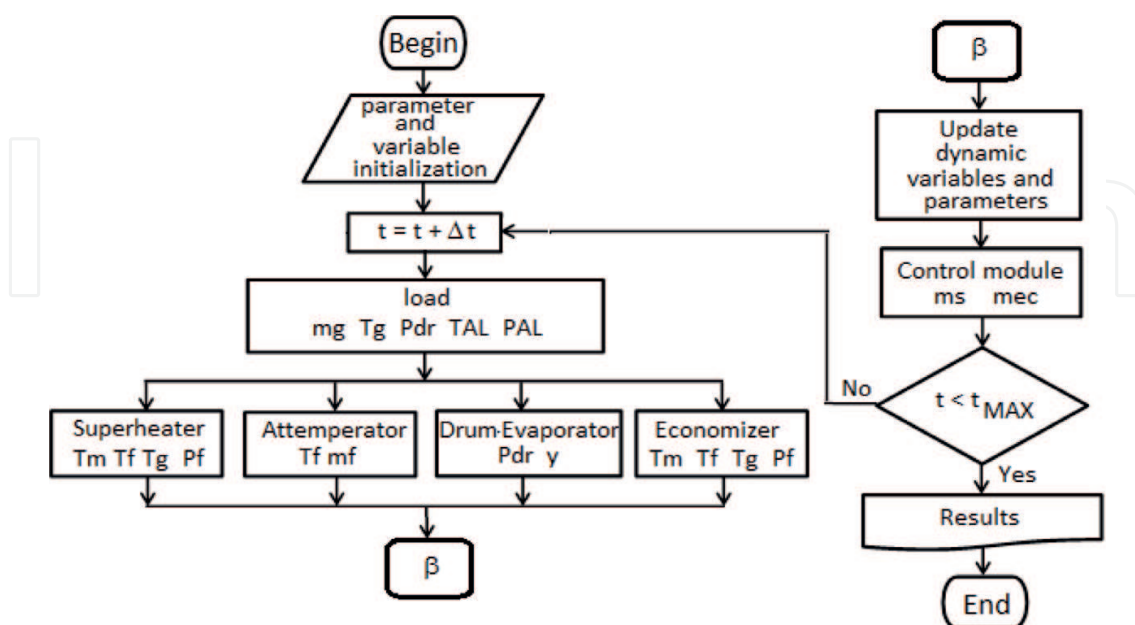 Begin
parameter
and
variable
initialization
t = t + Δ t
load
mg Tg Pdr TAL PAL
Superheater
Tm Tf Tg Pf
Attemperator
Tf mf
Drum-Evaporator
Pdr y
Economizer
Tm Tf Tg Pf
β
β
Update
dynamic
variables and
parameters
Control module
ms mec
t < tMAX
No
Yes
Results
End